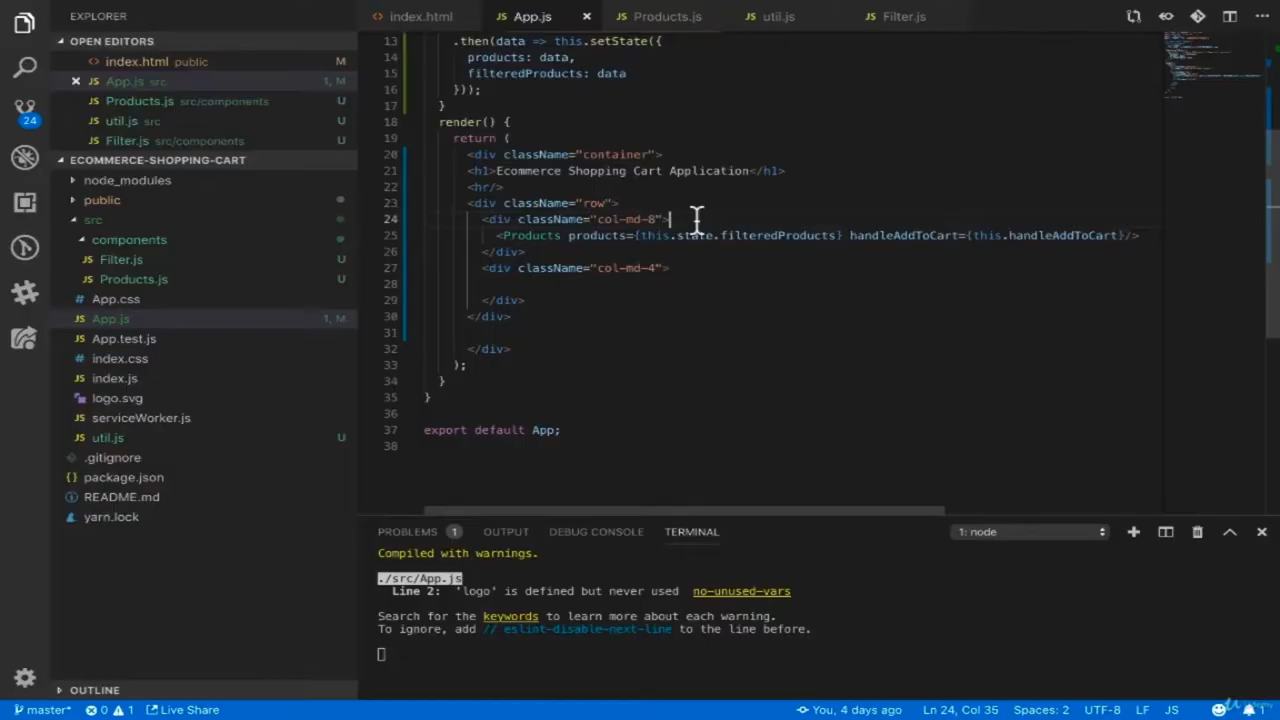 EXPLORER
OPEN EDITORS
index.html public M
App.js src 1, M
Products.js src/components U
util.js src U
Filter.js src/components U
ECOMMERCE-SHOPPING-CART
node_modules
public
src
components
Filter.js U
Products.js U
App.css
App.js 1, M
App.test.js
index.css
index.js
logo.svg
serviceWorker.js
util.js U
.gitignore
package.json
README.md
yarn.lock
OUTLINE
24
index.html App.js Products.js util.js Filter.js
13 .then(data => this.setState({
14 products: data,
15 filteredProducts: data
16 }));
17 }
18 render() {
19 return (
20 <div className="container">
21 <h1>Ecommerce Shopping Cart Application</h1>
22 <hr/>
23 <div className="row">
24 <div className="col-md-8">
25 <Products products={this.state.filteredProducts} handleAddToCart={this.handleAddToCart}/>
26 </div>
27 <div className="col-md-4">
28
29 </div>
30 </div>
31
32 </div>
33 );
34 }
35 }
36
37 export default App;
38
PROBLEMS 1 OUTPUT DEBUG CONSOLE TERMINAL 1: node
Compiled with warnings.
./src/App.js
Line 2: 'logo' is defined but never used no-unused-vars
Search for the keywords to learn more about each warning.
To ignore, add // eslint-disable-next-line to the line before.
master* 0 1 Live Share You, 4 days ago Ln 24, Col 35 Spaces: 2 UTF-8 LF JS 1